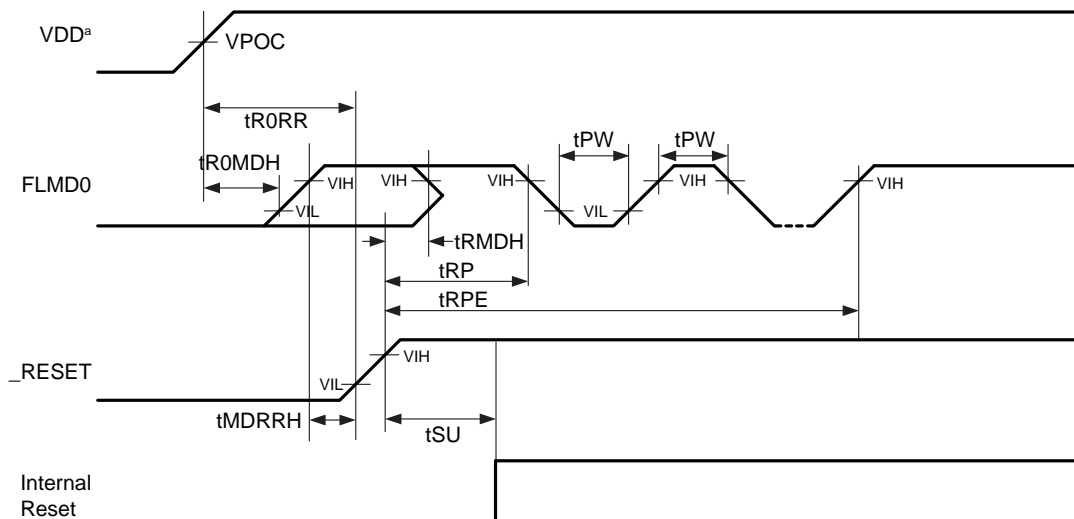 VDDa
VPOC
tR0RR
tR0MDH
tPW
tPW
FLMD0
VIH
VIH
VIH
VIH
VIH
VIL
VIL
tRMDH
tRP
tRPE
_RESET
VIH
VIL
tMDRRH
tSU
Internal
Reset